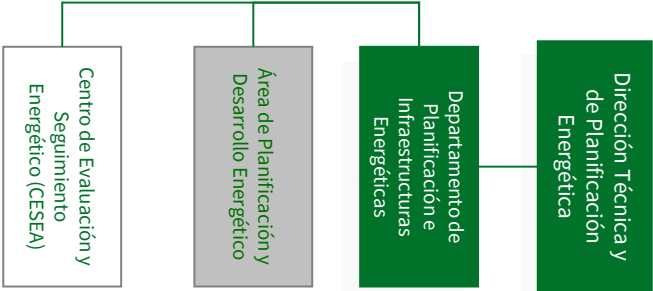 Dirección Técnica y
de Planificación
Energética
Departamento de
Planificación e
Infraestructuras
Energéticas
Área de Planificación y
Desarrollo Energético
Centro de Evaluación y
Seguimiento
Energético (CESEA)